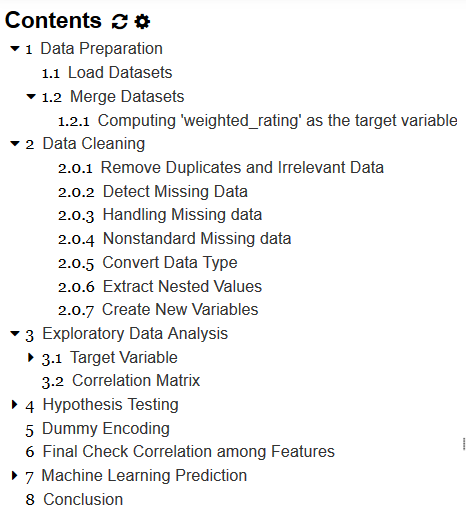 Contents
1 Data Preparation
1.1 Load Datasets
1.2 Merge Datasets
1.2.1 Computing 'weighted_rating' as the target variable
2 Data Cleaning
2.0.1 Remove Duplicates and Irrelevant Data
2.0.2 Detect Missing Data
2.0.3 Handling Missing data
2.0.4 Nonstandard Missing data
2.0.5 Convert Data Type
2.0.6 Extract Nested Values
2.0.7 Create New Variables
3 Exploratory Data Analysis
3.1 Target Variable
3.2 Correlation Matrix
4 Hypothesis Testing
5 Dummy Encoding
6 Final Check Correlation among Features
7 Machine Learning Prediction
8 Conclusion